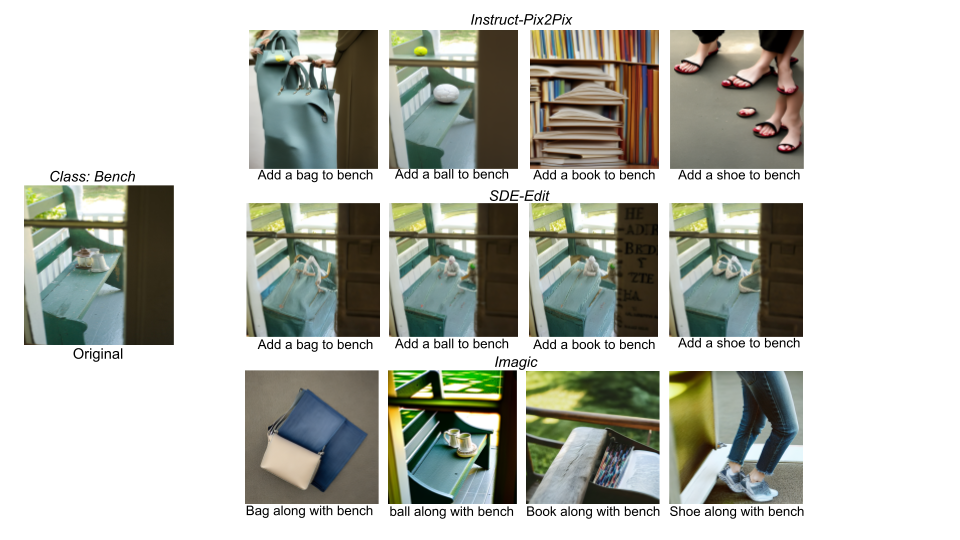 Instruct-Pix2Pix
Add a bag to bench
Add a ball to bench
Add a book to bench
Add a shoe to bench
Class: Bench
Original
SDE-Edit
HE
Add a bag to bench
Add a ball to bench
Add a book to bench
Add a shoe to bench
Imagic
Bag along with bench
ball along with bench
Book along with bench
Shoe along with bench